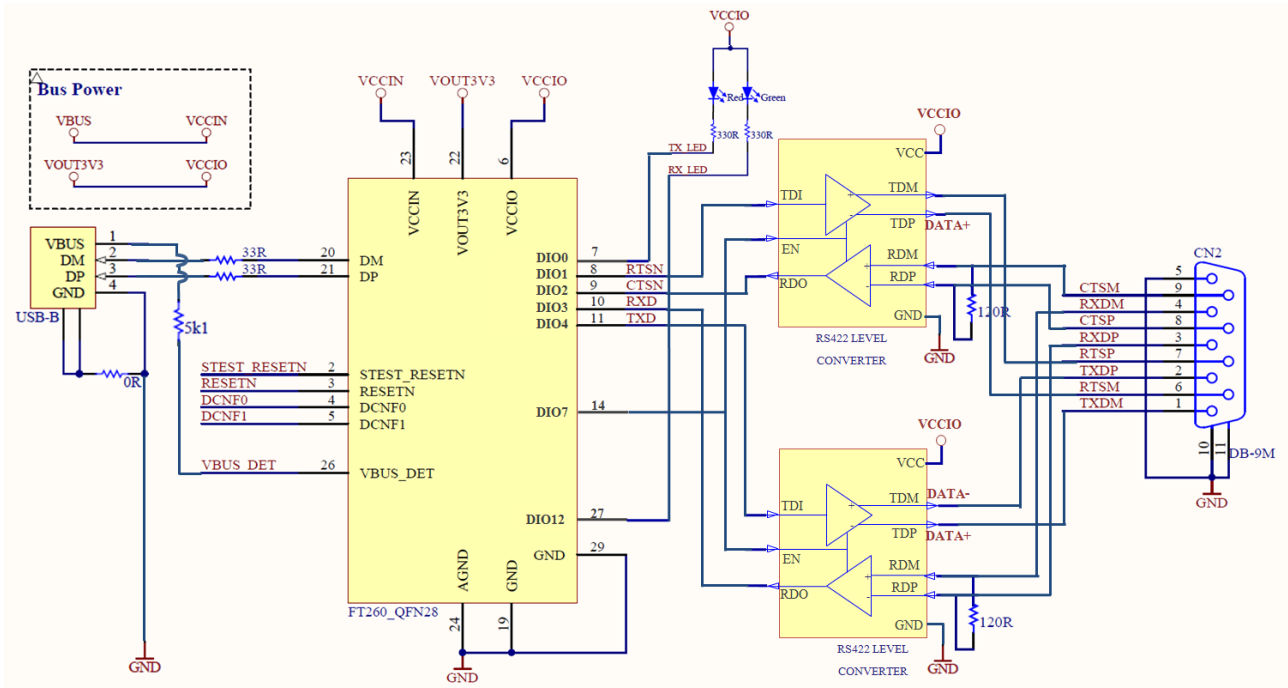 Bus Power
VBUS VCCIN
VOUT3V3 VCCIO
VCCIN VOUT3V3 VCCIO
23 22 6
VCCIN VOUT3V3 VCCIO
VCCIO
Red Green
330R 330R
TX_LED
RX_LED
VBUS 1
DM 2 33R 20 DM
DP 3 33R 21 DP
GND 4
USB-B
5k1
0R
GND
STEST_RESETN 2 STEST_RESETN
RESETN 3 RESETN
DCNF0 4 DCNF0
DCNF1 5 DCNF1
VBUS_DET 26 VBUS_DET
DIO0 7
DIO1 8 RTSN
DIO2 9 CTSN
DIO3 10 RXD
DIO4 11 TXD
DIO7 14
DIO12 27
GND 29
AGND GND
FT260_QFN28
24 19
GND
VCCIO
VCC
TDI + TDM
- TDP DATA+
EN
RDM
RDO + RDP
-
120R
GND
GND
RS422 LEVEL
CONVERTER
VCCIO
VCC
TDI + TDM DATA-
- TDP DATA+
EN
RDM
RDO + RDP
-
120R
GND
GND
RS422 LEVEL
CONVERTER
CN2
5
CTSM 9
RXDM 4
CTSP 8
RXDP 3
RTSP 7
TXDP 2
RTSM 6
TXDM 1
10 11
DB-9M
GND